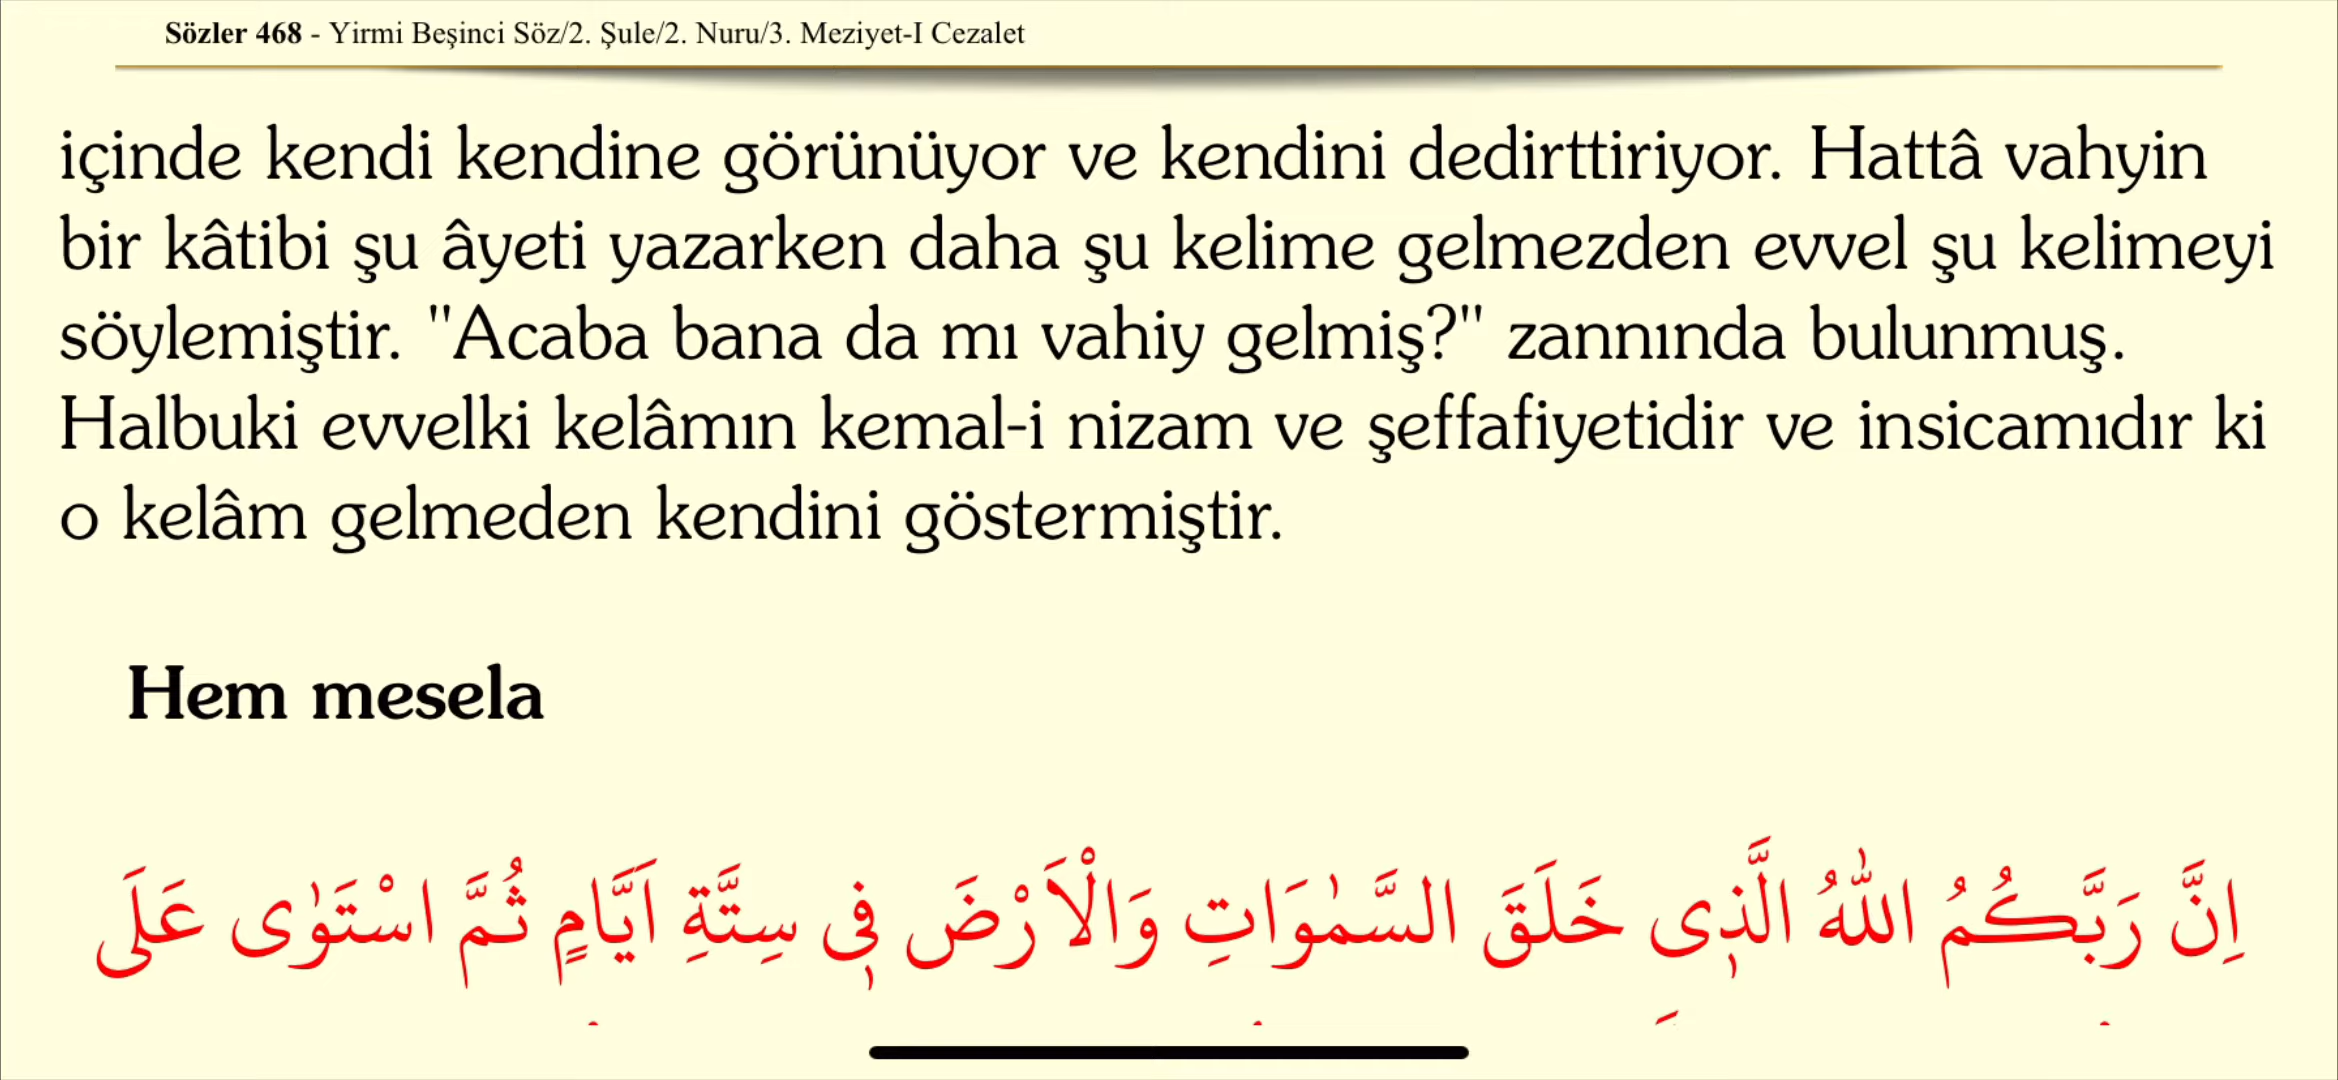 Sözler 468 - Yirmi Beşinci Söz/2. Şule/2. Nuru/3. Meziyet-I Cezalet
içinde kendi kendine görünüyor ve kendini dedirttiriyor. Hattâ vahyin
bir kâtibi şu âyeti yazarken daha şu kelime gelmezden evvel şu kelimeyi
söylemiştir. "Acaba bana da mı vahiy gelmiş?" zannında bulunmuş.
Halbuki evvelki kelâmın kemal-i nizam ve şeffafiyetidir ve insicamıdır ki
o kelâm gelmeden kendini göstermiştir.
Hem mesela
اِنَّ رَبَّكُمُ اللّٰهُ الَّذٖى خَلَقَ السَّمٰوَاتِ وَالْاَرْضَ فٖى سِتَّةِ اَيَّامٍ ثُمَّ اسْتَوٰى عَلَى